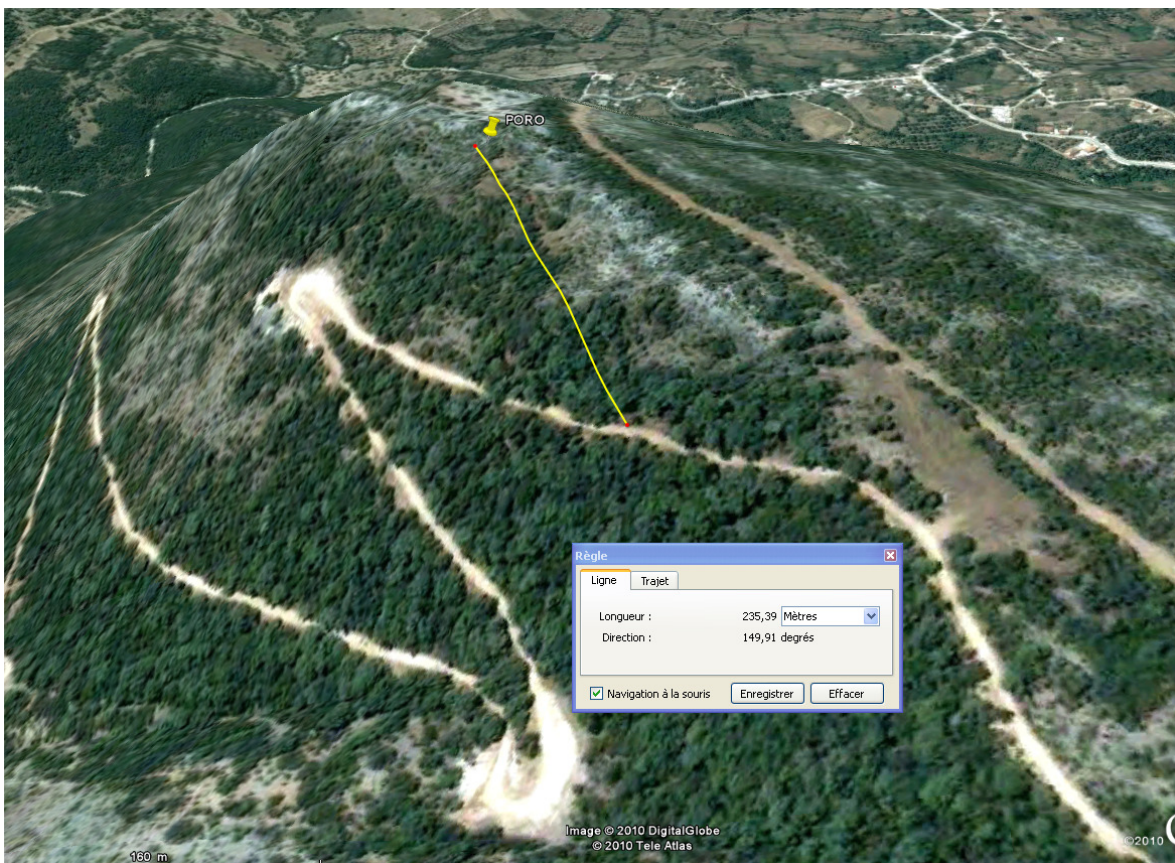 PORO
Règle
Ligne Trajet
Longueur : 235,39 Mètres
Direction : 149,91 degrés
Navigation à la souris Enregistrer Effacer
Image © 2010 DigitalGlobe
© 2010 Tele Atlas
©2010
160 m